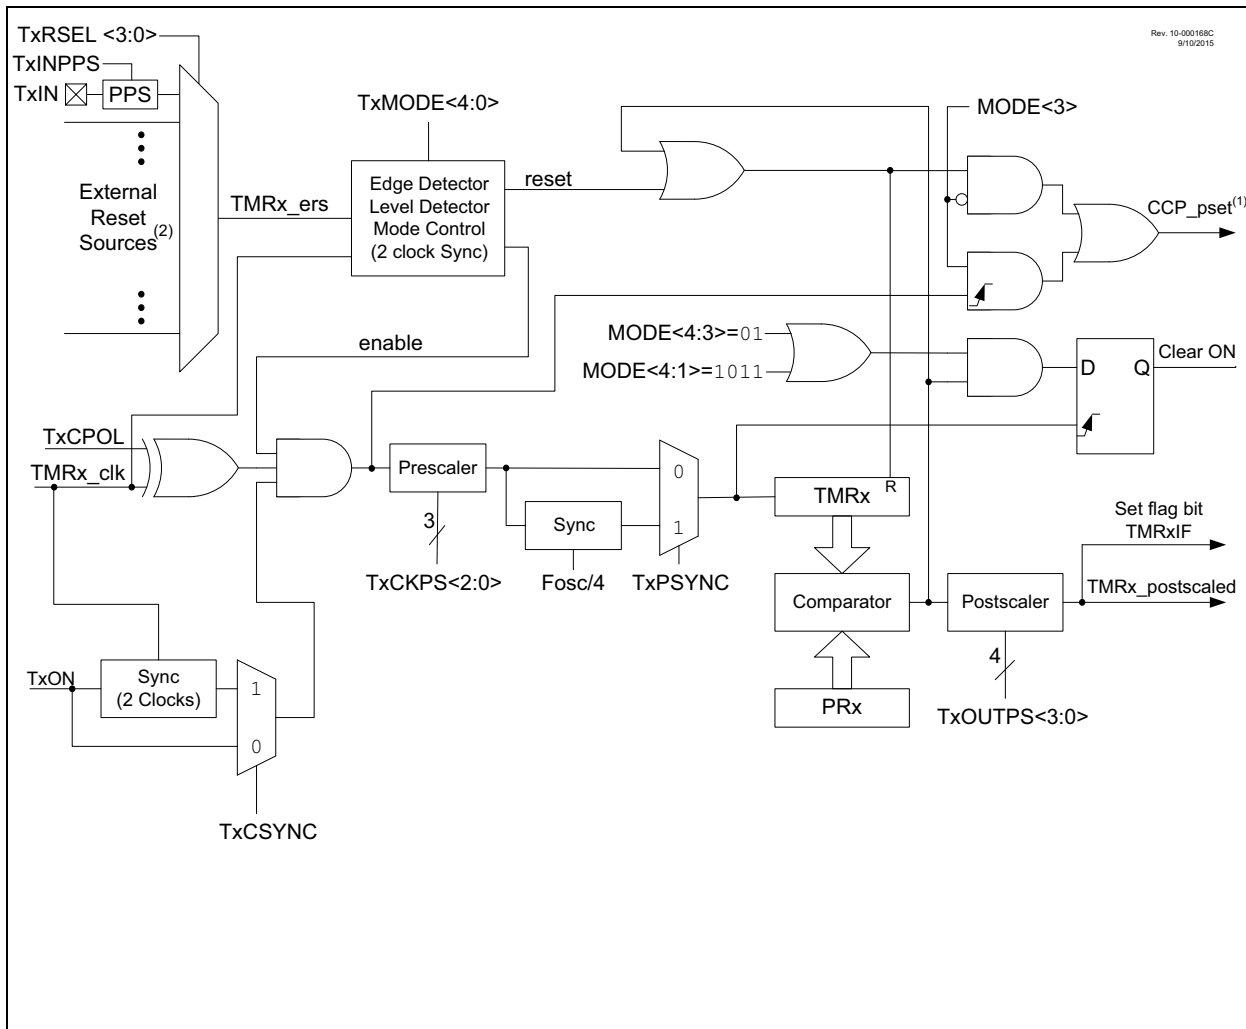 Rev. 10-000168C
9/10/2015
TxRSEL <3:0>
TxINPPS
TxIN
PPS
TxMODE<4:0>
MODE<3>
External
Reset
Sources(2)
TMRx_ers
Edge Detector
Level Detector
Mode Control
(2 clock Sync)
reset
CCP_pset(1)
enable
MODE<4:3>=01
MODE<4:1>=1011
D
Q
Clear ON
TxCPOL
TMRx_clk
Prescaler
3
TxCKPS<2:0>
Sync
Fosc/4
0
1
TxPSYNC
TMRx
R
Set flag bit
TMRxIF
Comparator
Postscaler
TMRx_postscaled
4
TxOUTPS<3:0>
PRx
TxON
Sync
(2 Clocks)
1
0
TxCSYNC